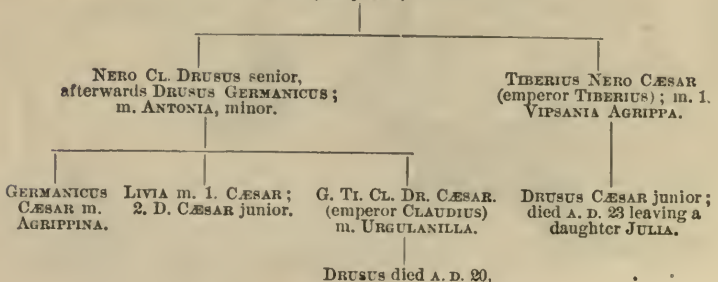 NERO CL. DRUSUS senior,
afterwards DRUSUS GERMANICUS;
m. ANTONIA, minor.
TIBERIUS NERO CÆSAR
(emperor TIBERIUS); m. 1.
VIPSANIA AGRIPPA.
GERMANICUS
CÆSAR m.
AGRIPPINA.
LIVIA m. 1. CÆSAR;
2. D. CÆSAR junior.
G. TI. CL. DR. CÆSAR.
(emperor CLAUDIUS)
m. URGULANILLA.
DRUSUS CÆSAR junior;
died A. D. 23 leaving a
daughter JULIA.
DRUSUS died A. D. 20,